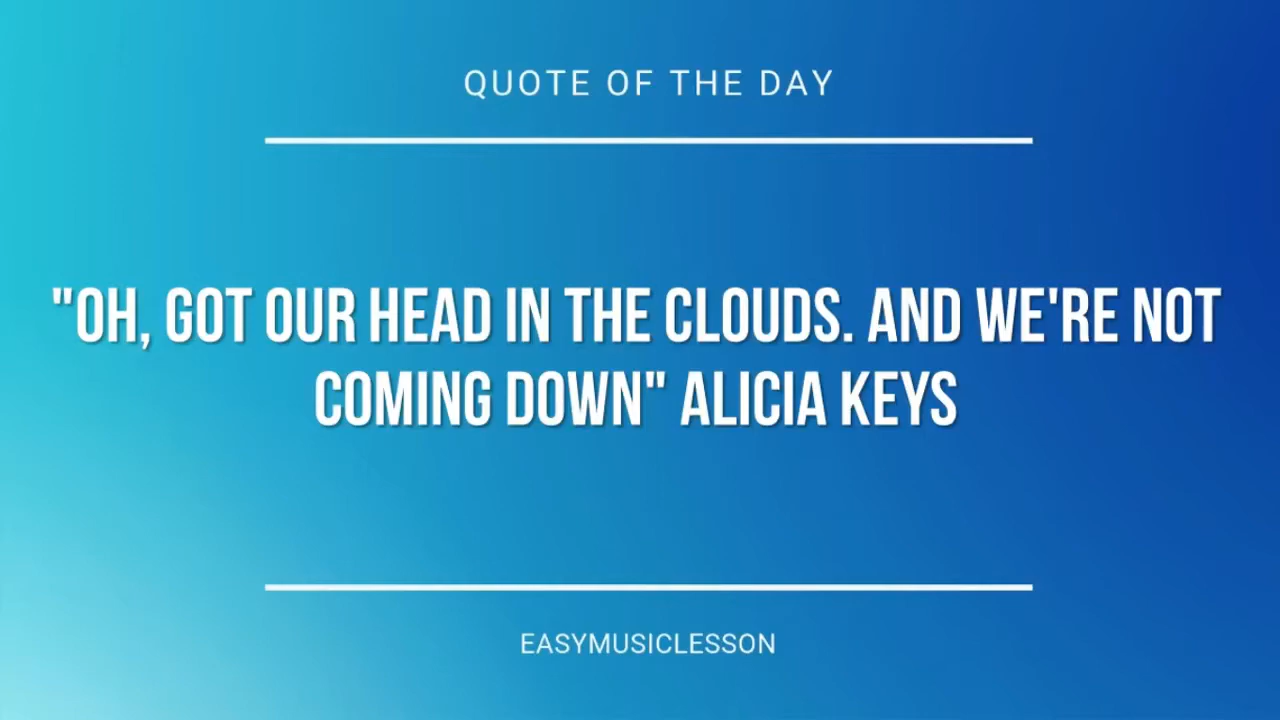 QUOTE OF THE DAY
"OH, GOT OUR HEAD IN THE CLOUDS. AND WE'RE NOT
COMING DOWN" ALICIA KEYS
EASYMUSICLESSON